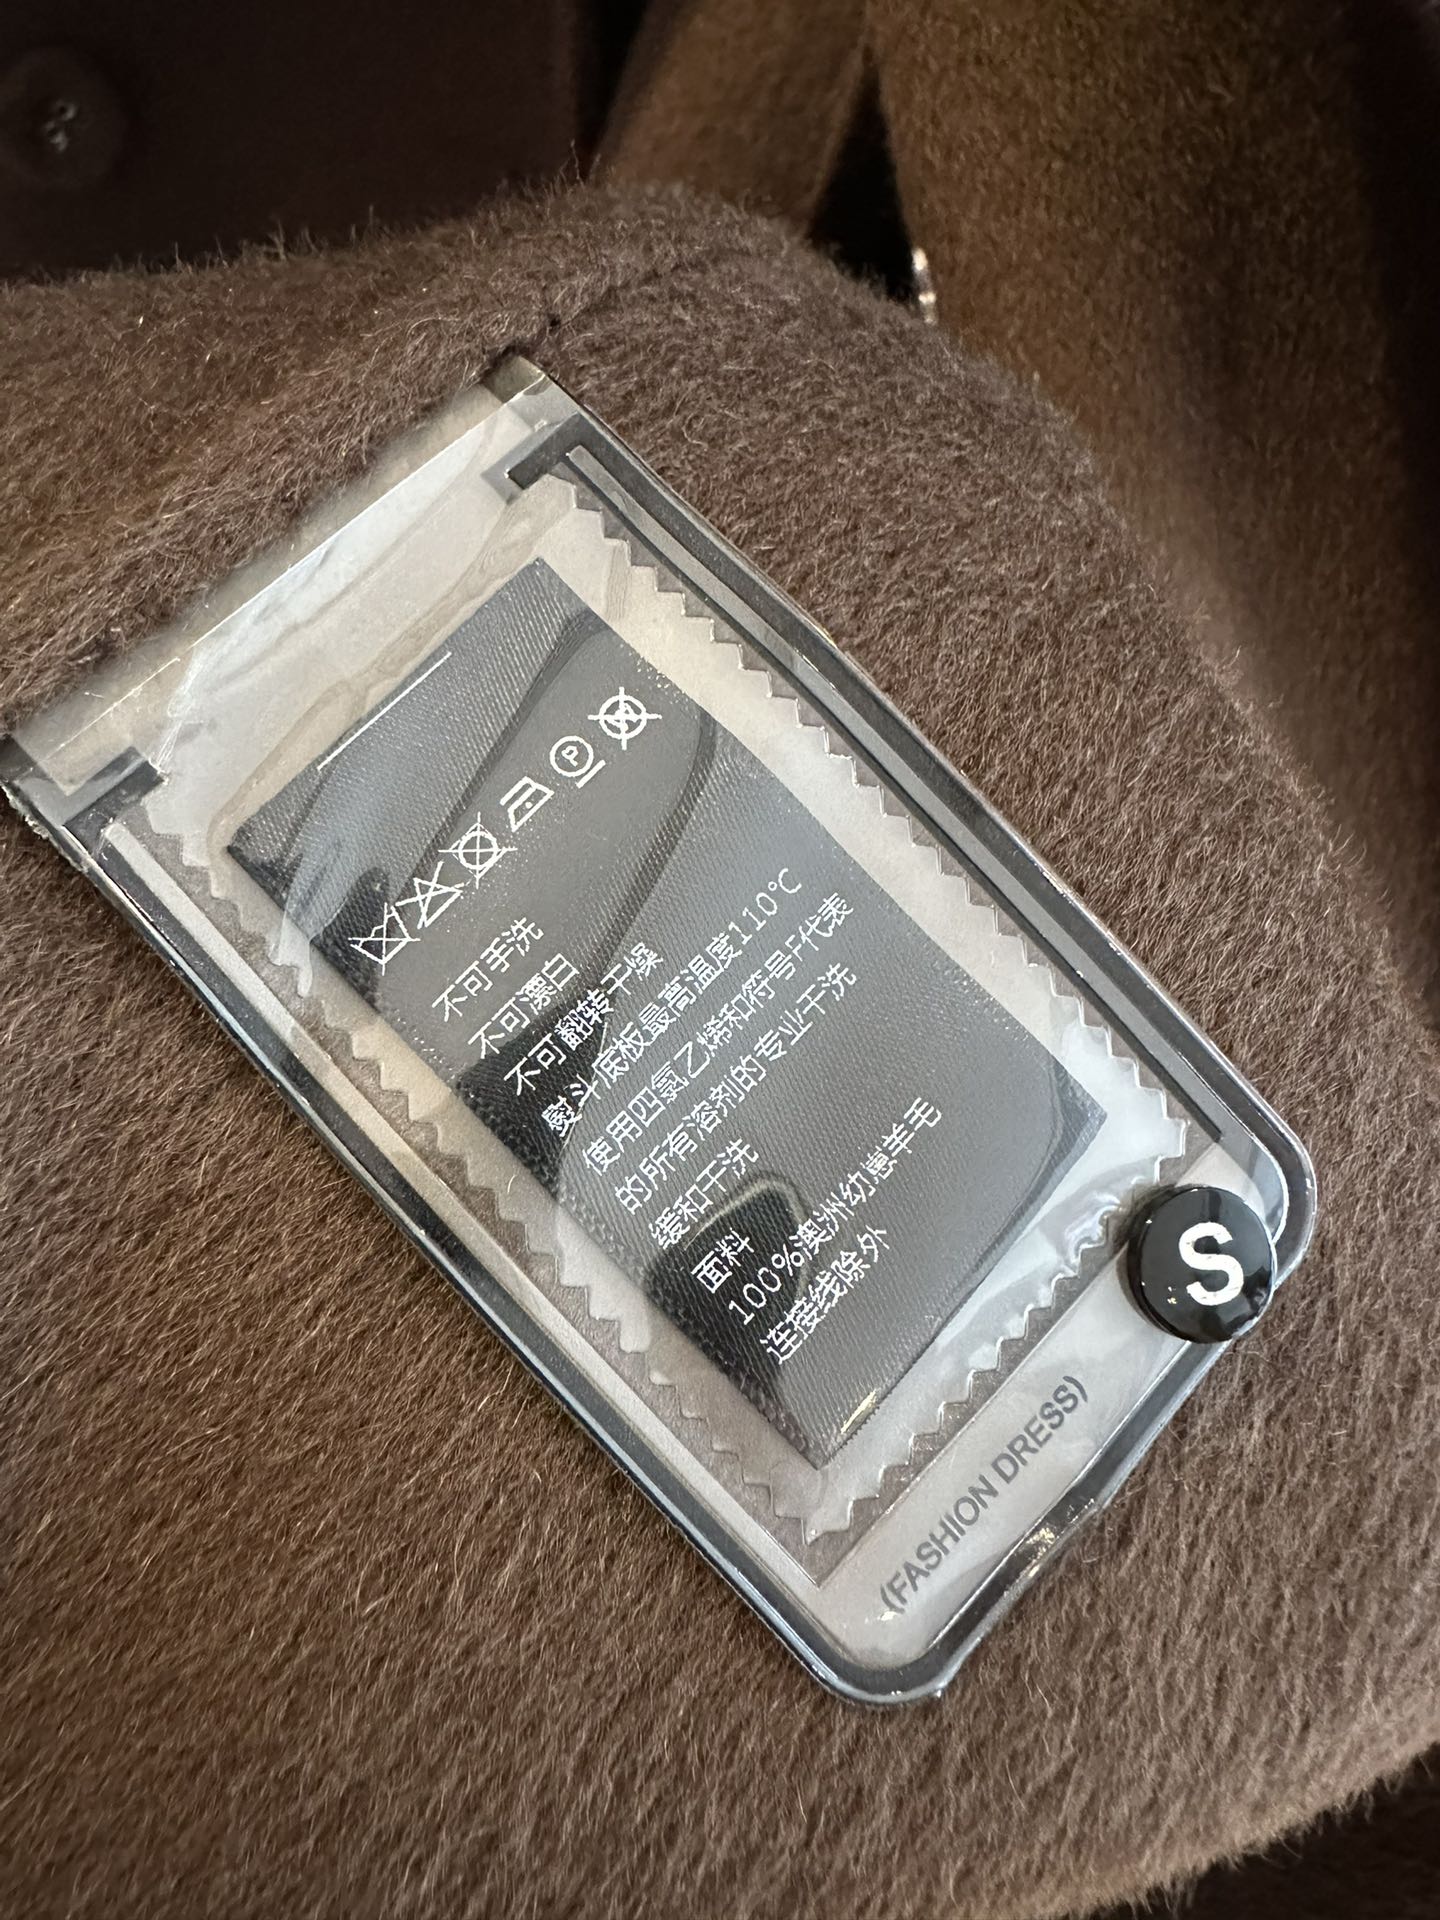 不可手洗
不可漂白
不可翻转干燥
熨斗底板最高温度110℃
使用四氯乙烯和符号F代表
的所有溶剂的专业干洗
缓和干洗
面料
100%澳洲幼崽羊毛
连接线除外
S
(FASHION DRESS)